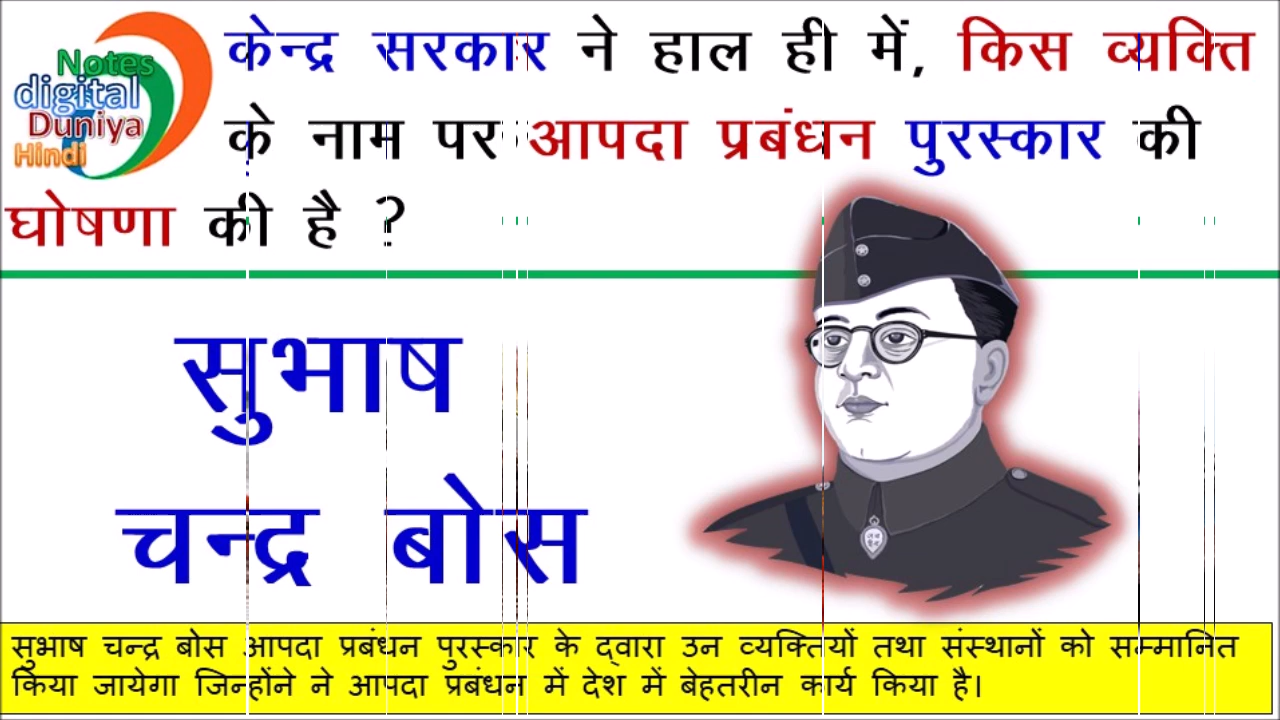 Notes
digital
Duniya
Hindi
केन्द्र सरकार ने हाल ही में, किस व्यक्ति
के नाम पर आपदा प्रबंधन पुरस्कार की
घोषणा की है ?
सुभाष
चन्द्र बोस
सुभाष चन्द्र बोस आपदा प्रबंधन पुरस्कार के द्वारा उन व्यक्तियों तथा संस्थानों को सम्मानित
किया जायेगा जिन्होंने ने आपदा प्रबंधन में देश में बेहतरीन कार्य किया है।